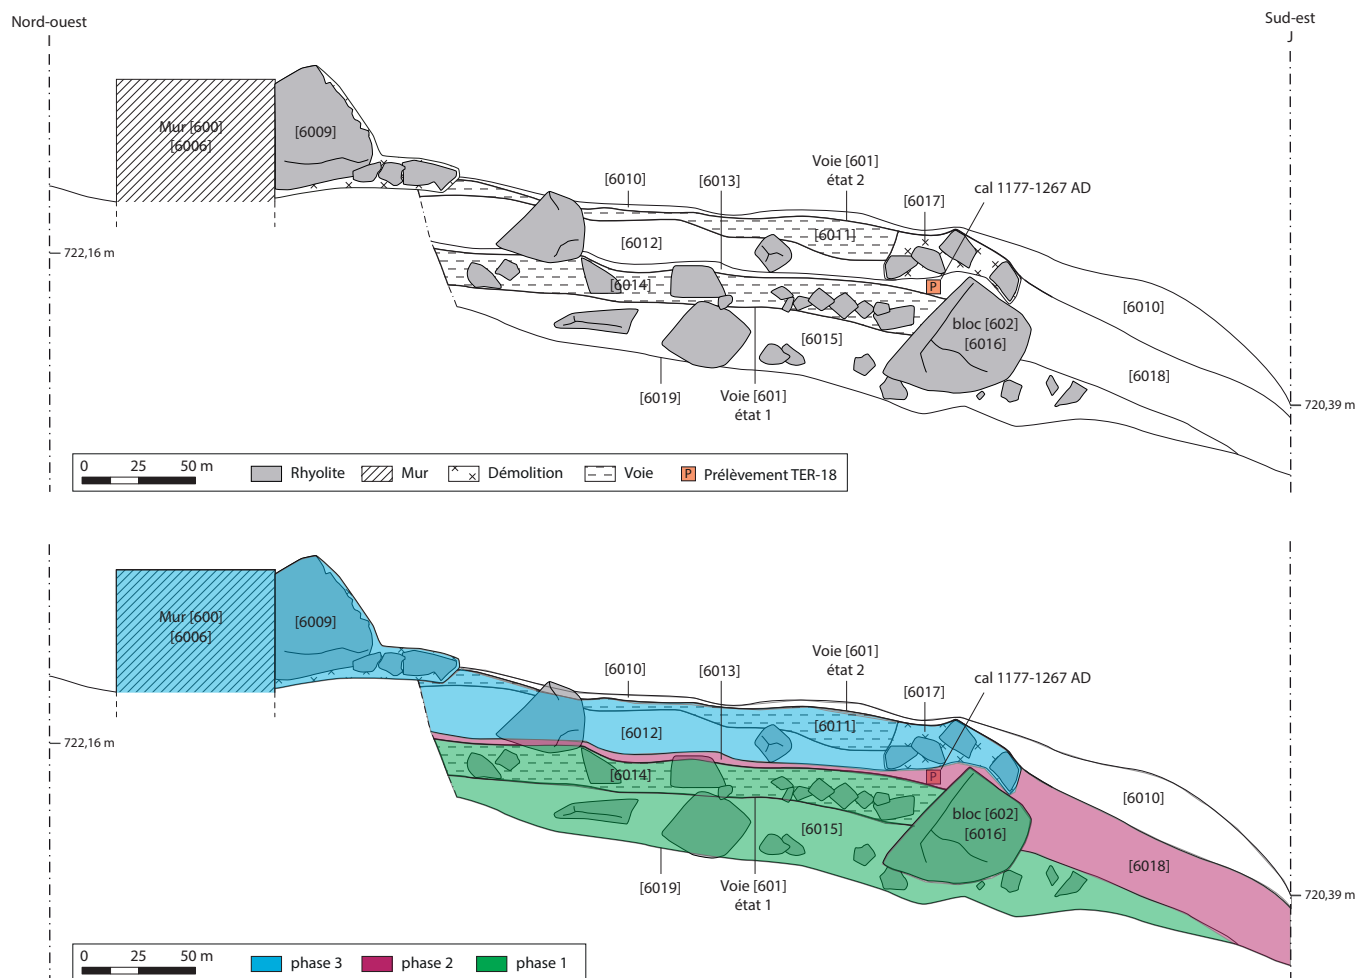 Nord-ouest
Sud-est
J
Mur [600]
[6006]
[6009]
[6010]
[6013]
Voie [601]
état 2
[6017]
cal 1177-1267 AD
722,16 m
[6012]
[6011]
[6014]
P
[6010]
bloc [602]
[6016]
[6015]
[6018]
[6019]
Voie [601]
état 1
720,39 m
0 25 50 m
Rhyolite
Mur
Démolition
Voie
P Prélèvement TER-18
Mur [600]
[6006]
[6009]
[6010]
[6013]
Voie [601]
état 2
[6017]
cal 1177-1267 AD
722,16 m
[6012]
[6011]
[6014]
P
[6010]
bloc [602]
[6016]
[6015]
[6018]
[6019]
Voie [601]
état 1
720,39 m
0 25 50 m
phase 3
phase 2
phase 1